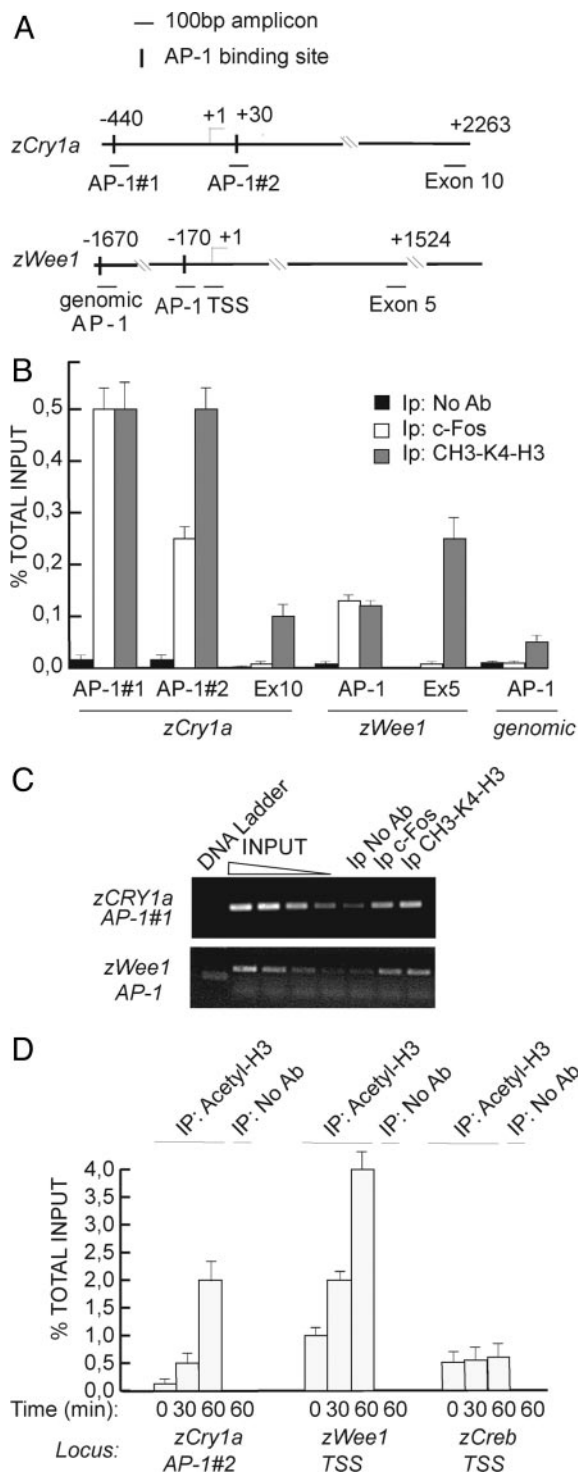 A
100bp amplicon
AP-1 binding site
-440
+1
+30
+2263
zCry1a
AP-1#1
AP-1#2
Exon 10
-1670
-170
+1
+1524
zWee1
genomic AP-1
AP-1
TSS
Exon 5
B
% TOTAL INPUT
0,5
0,4
0,3
0,2
0,1
0,0
Ip: No Ab
Ip: c-Fos
Ip: CH3-K4-H3
AP-1#1 AP-1#2 Ex10 AP-1 Ex5 AP-1
zCry1a zWee1 genomic
C
DNA Ladder
INPUT
Ip No Ab
Ip c-Fos
Ip CH3-K4-H3
zCRY1a
AP-1#1
zWee1
AP-1
D
IP: Acetyl-H3
IP: No Ab
IP: Acetyl-H3
IP: No Ab
IP: Acetyl-H3
IP: No Ab
% TOTAL INPUT
4,0
3,5
3,0
2,5
2,0
1,5
1,0
0,5
0,0
Time (min): 0 30 60 60 0 30 60 60 0 30 60 60
Locus: zCry1a zWee1 zCreb
AP-1#2 TSS TSS